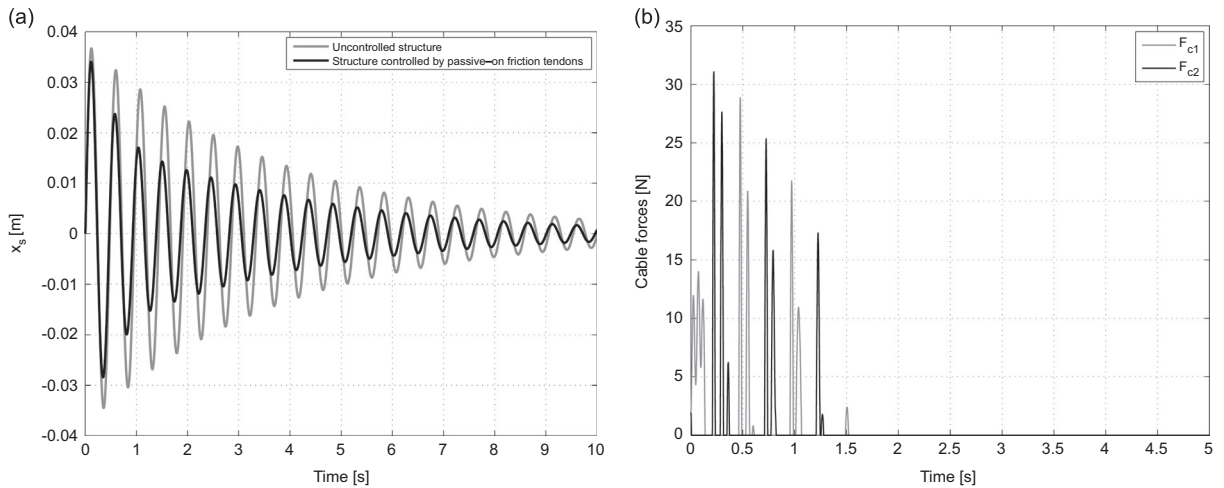 (a)
0.04
0.03
0.02
0.01
0
-0.01
-0.02
-0.03
-0.04
x_s [m]
Uncontrolled structure
Structure controlled by passive–on friction tendons
0 1 2 3 4 5 6 7 8 9 10
Time [s]
(b)
35
30
25
20
15
10
5
0
Cable forces [N]
F_c1
F_c2
0 0.5 1 1.5 2 2.5 3 3.5 4 4.5 5
Time [s]